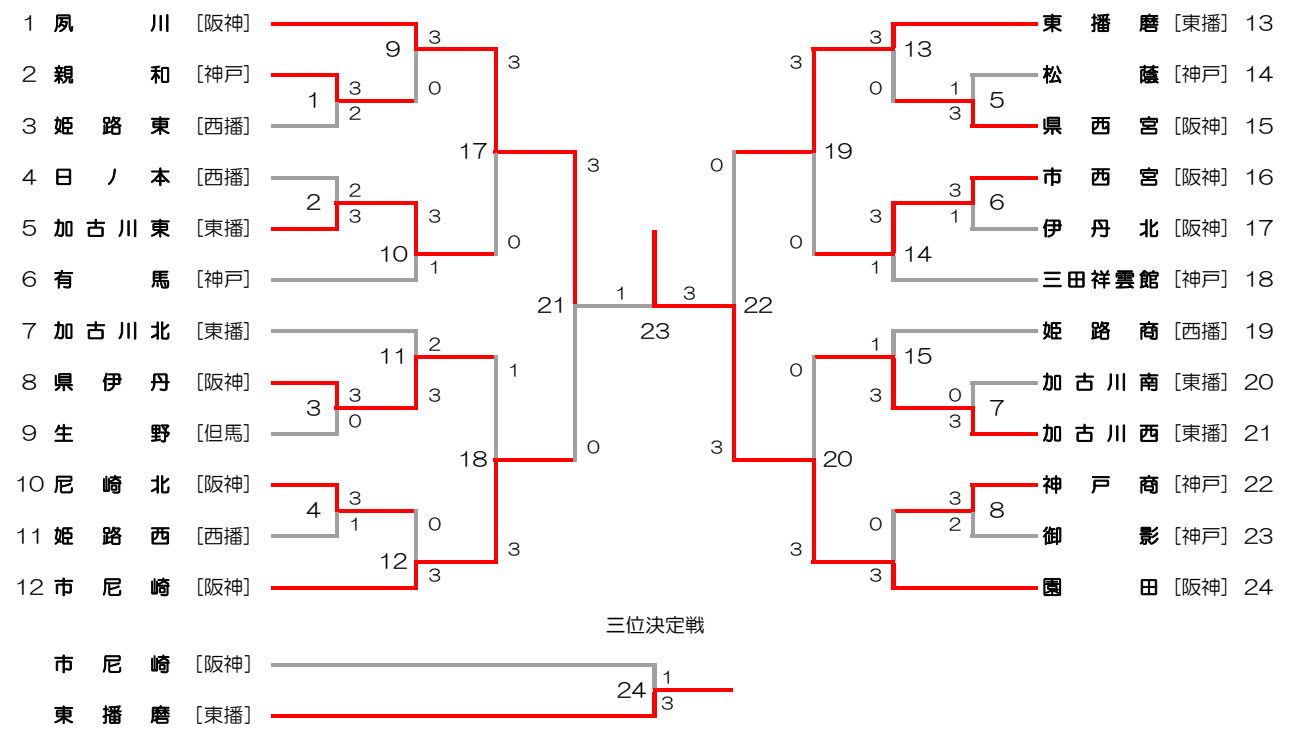 1 夙川 [阪神] 3 3 東播磨 [東播] 13
9 13
2 親和 [神戸] 3 3 松蔭 [神戸] 14
3 0 0 1
1 5
2 3
3 姫路東 [西播] 県西宮 [阪神] 15
17 19
3 0
4 日ノ本 [西播] 市西宮 [阪神] 16
2 3
2 3 3 6
3 1
5 加古川東 [東播] 0 0 伊丹北 [阪神] 17
10 14
1 1
6 有馬 [神戸] 三田祥雲館 [神戸] 18
1 3
21 22
23
7 加古川北 [東播] 姫路商 [西播] 19
2 1
11 15
1 0
8 県伊丹 [阪神] 加古川南 [東播] 20
3 3 3 0
3 7
0 3
9 生野 [但馬] 加古川西 [東播] 21
0 3
18 20
10 尼崎北 [阪神] 神戸商 [神戸] 22
3 3
4 8
1 0 0 2
11 姫路西 [西播] 御影 [神戸] 23
3 3
12
3 3
12 市尼崎 [阪神] 園田 [阪神] 24
三位決定戦
市尼崎 [阪神]
1
24
3
東播磨 [東播]